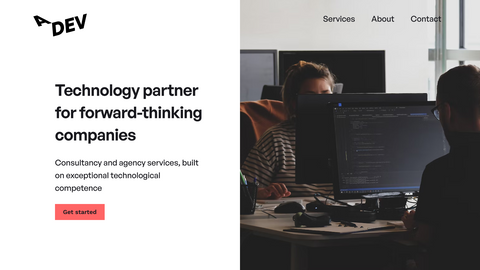 ADEV
Services About Contact
Technology partner
for forward-thinking
companies
Consultancy and agency services, built
on exceptional technological
competence
Get started